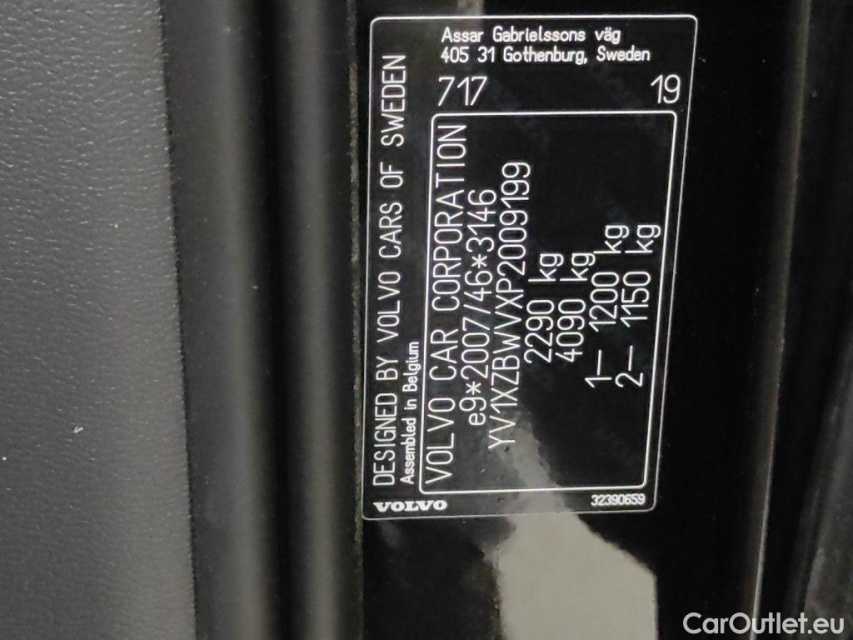 Assar Gabrielssons väg
405 31 Gothenburg, Sweden
717
19
DESIGNED BY VOLVO CARS OF SWEDEN
Assembled in Belgium
VOLVO CAR CORPORATION
e9*2007/46*3146
YV1XZBWVXP2009199
2290 kg
4090 kg
1– 1200 kg
2– 1150 kg
VOLVO
32390659
CarOutlet.eu